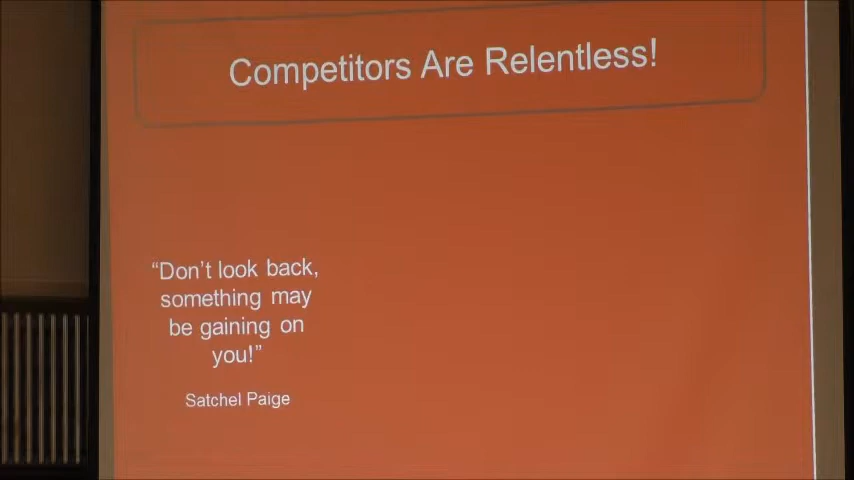 Competitors Are Relentless!
“Don’t look back,
something may
be gaining on
you!”
Satchel Paige